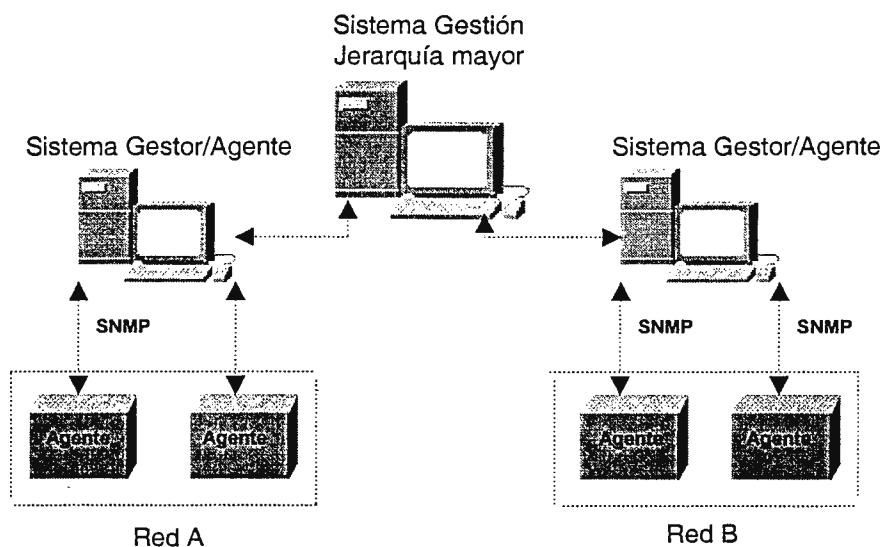 Sistema Gestión
Jerarquía mayor
Sistema Gestor/Agente
Sistema Gestor/Agente
SNMP
SNMP
SNMP
Agente
Agente
Agente
Agente
Red A
Red B